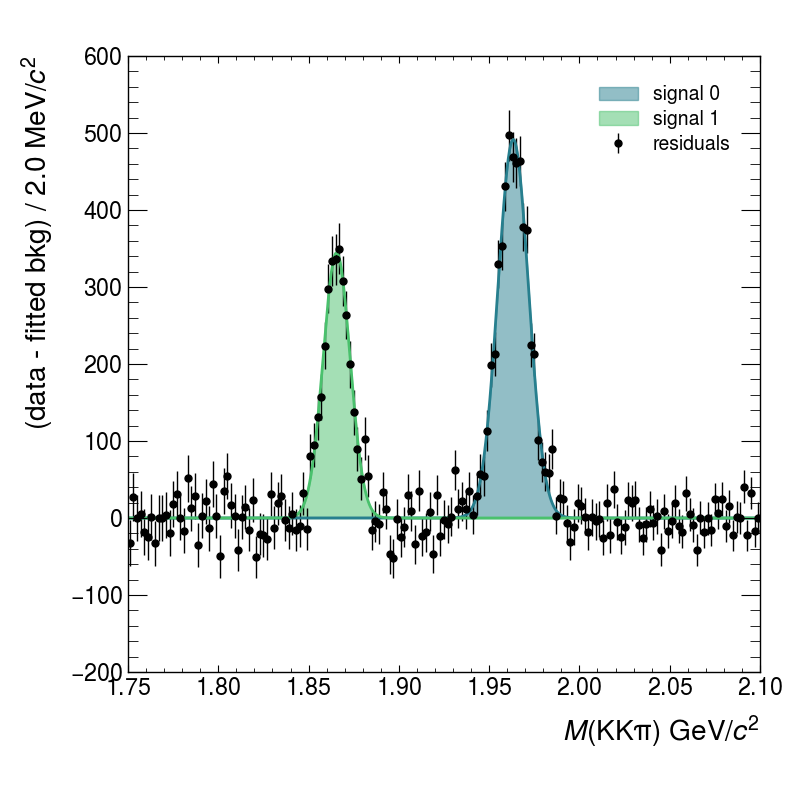 (data - fitted bkg) / 2.0 MeV/c²
600
500
400
300
200
100
0
−100
−200
signal 0
signal 1
residuals
1.75 1.80 1.85 1.90 1.95 2.00 2.05 2.10
M(KKπ) GeV/c²